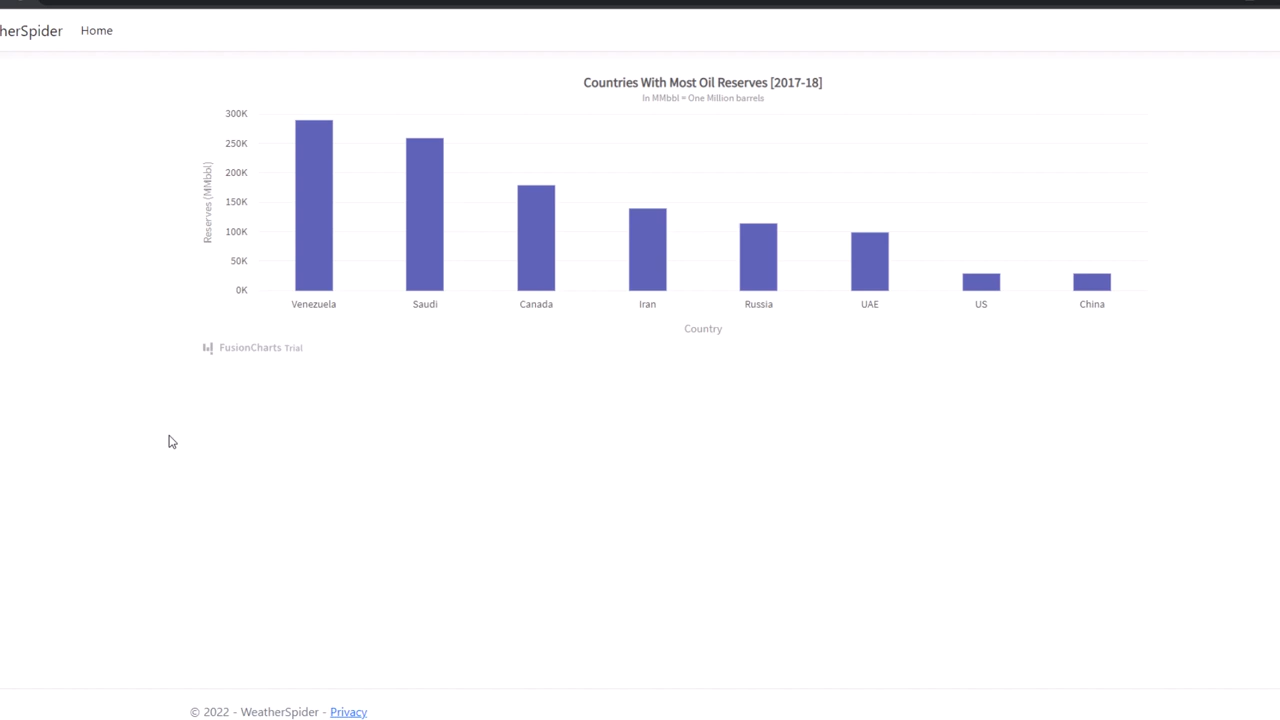 herSpider Home
Countries With Most Oil Reserves [2017-18]
In MMbbl = One Million barrels
300K
250K
200K
150K
100K
50K
0K
Reserves (MMbbl)
Venezuela Saudi Canada Iran Russia UAE US China
Country
FusionCharts Trial
© 2022 - WeatherSpider - Privacy